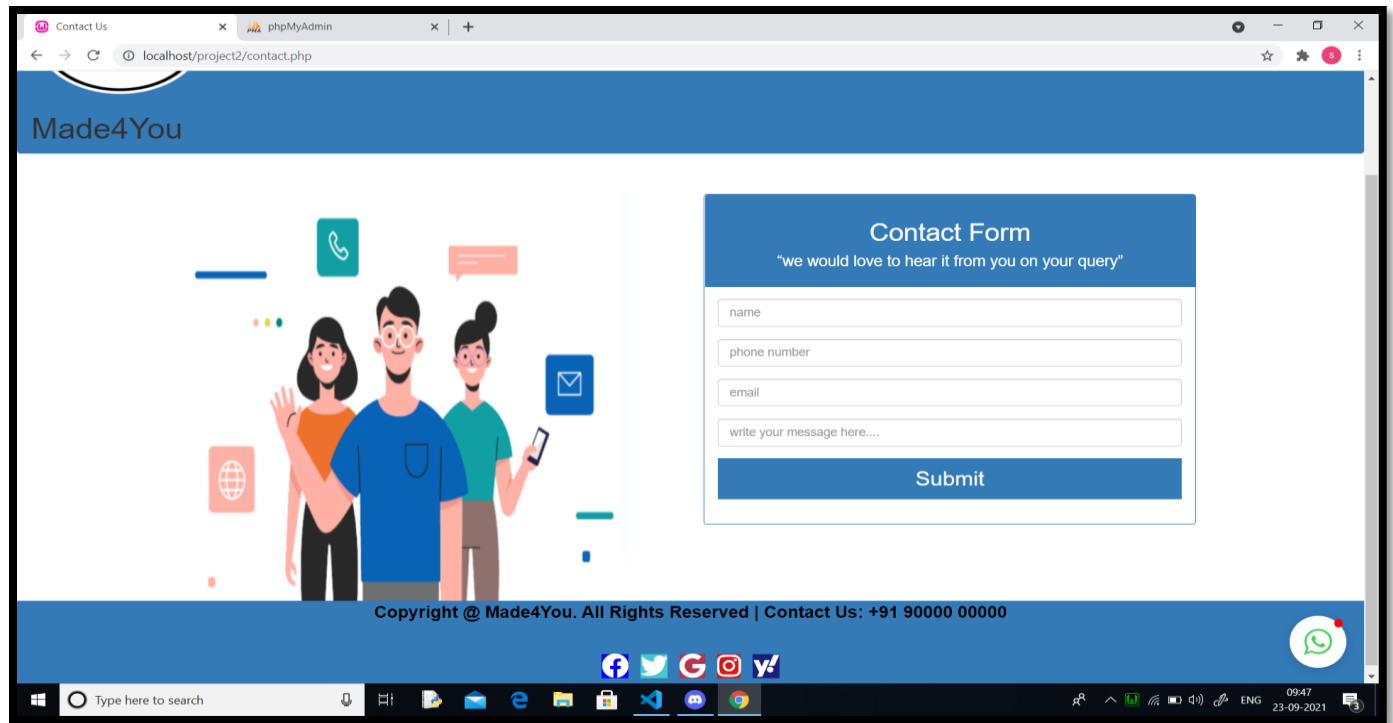 Contact Us
phpMyAdmin
localhost/project2/contact.php
S
Made4You
Contact Form
“we would love to hear it from you on your query”
name
phone number
email
write your message here....
Submit
Copyright @ Made4You. All Rights Reserved | Contact Us: +91 90000 00000
Type here to search
ENG
09:47
23-09-2021
3